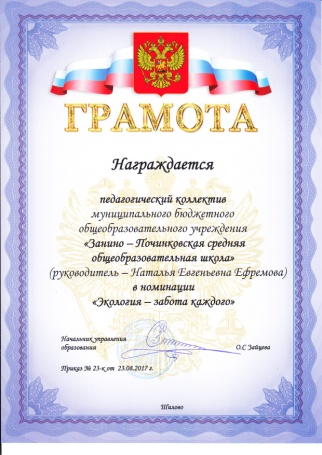 ГРАМОТА
Награждается
педагогический коллектив
муниципального бюджетного
общеобразовательного учреждения
«Занино – Починковская средняя
общеобразовательная школа»
(руководитель – Наталья Евгеньевна Ефремова)
в номинации
«Экология – забота каждого»
Начальник управления
образования О.С Зайцева
Приказ № 23-к от 23.08.2017 г.
Шилово